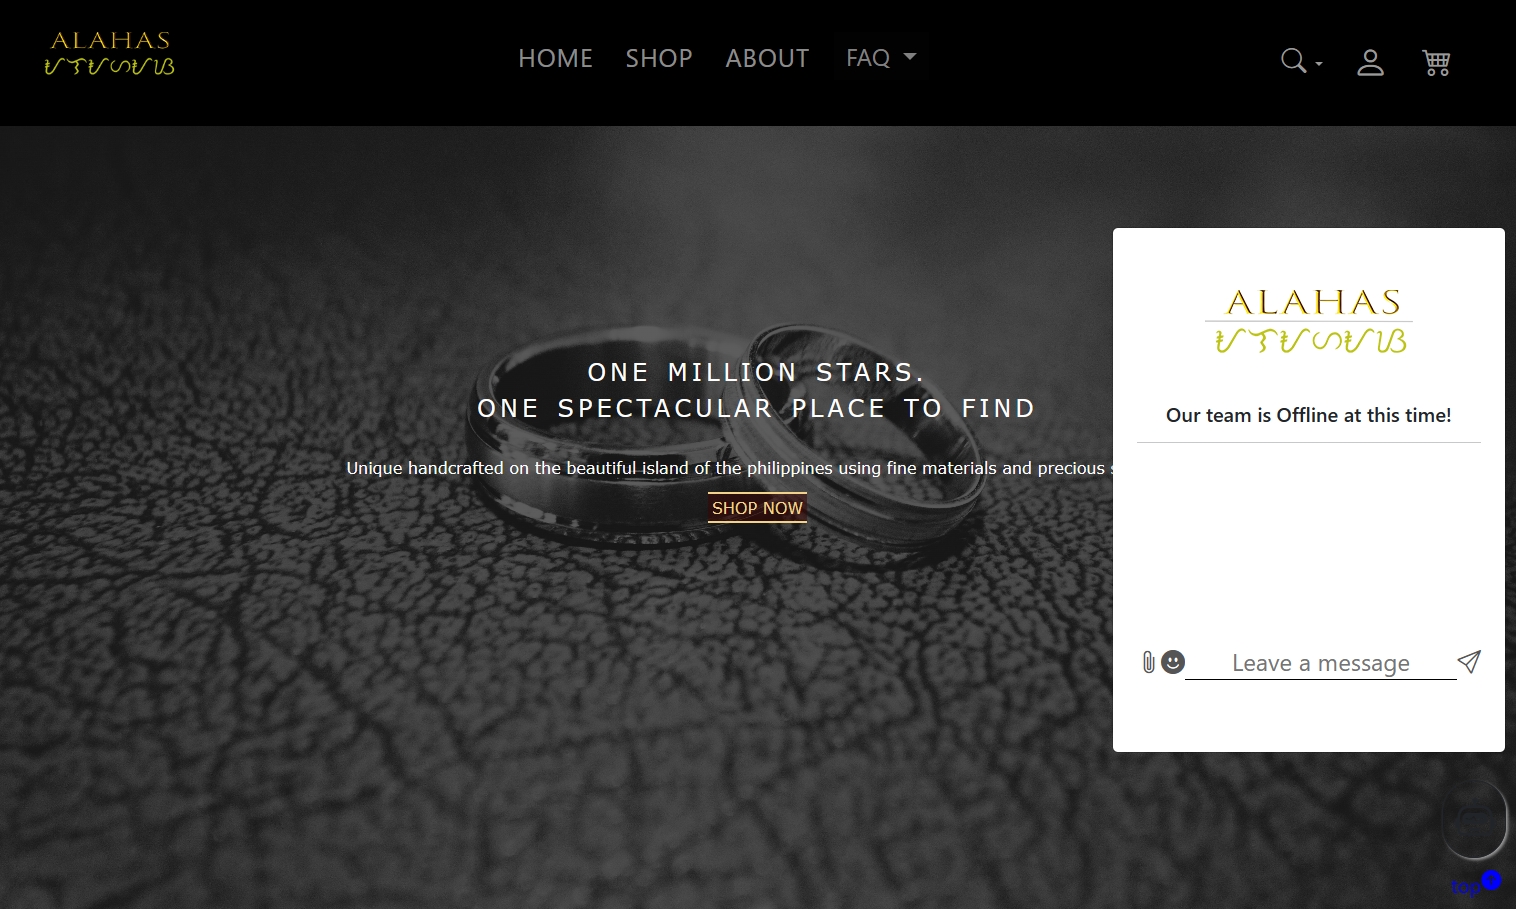 ALAHAS
HOME SHOP ABOUT FAQ
ONE MILLION STARS.
ONE SPECTACULAR PLACE TO FIND
Unique handcrafted on the beautiful island of the philippines using fine materials and precious
SHOP NOW
ALAHAS
Our team is Offline at this time!
Leave a message
top